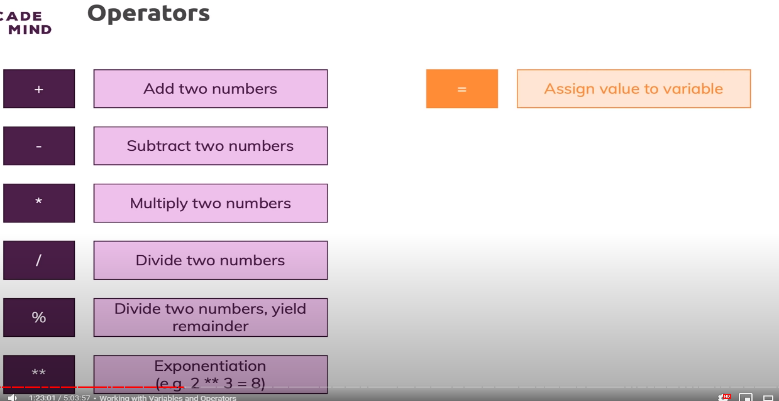 CADE
MIND
Operators
+
Add two numbers
=
Assign value to variable
-
Subtract two numbers
*
Multiply two numbers
/
Divide two numbers
%
Divide two numbers, yield
remainder
**
Exponentiation
(e.g. 2 ** 3 = 8)
1:23:01 / 5:03:57 • Working with Variables and Operators